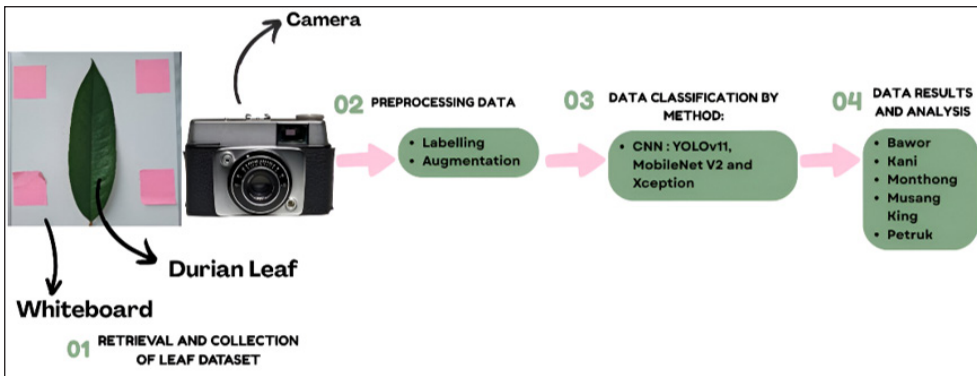 Camera
Durian Leaf
Whiteboard
01 RETRIEVAL AND COLLECTION
OF LEAF DATASET
02 PREPROCESSING DATA
• Labelling
• Augmentation
03 DATA CLASSIFICATION BY
METHOD:
• CNN : YOLOv11,
MobileNet V2 and
Xception
04 DATA RESULTS
AND ANALYSIS
• Bawor
• Kani
• Monthong
• Musang
King
• Petruk